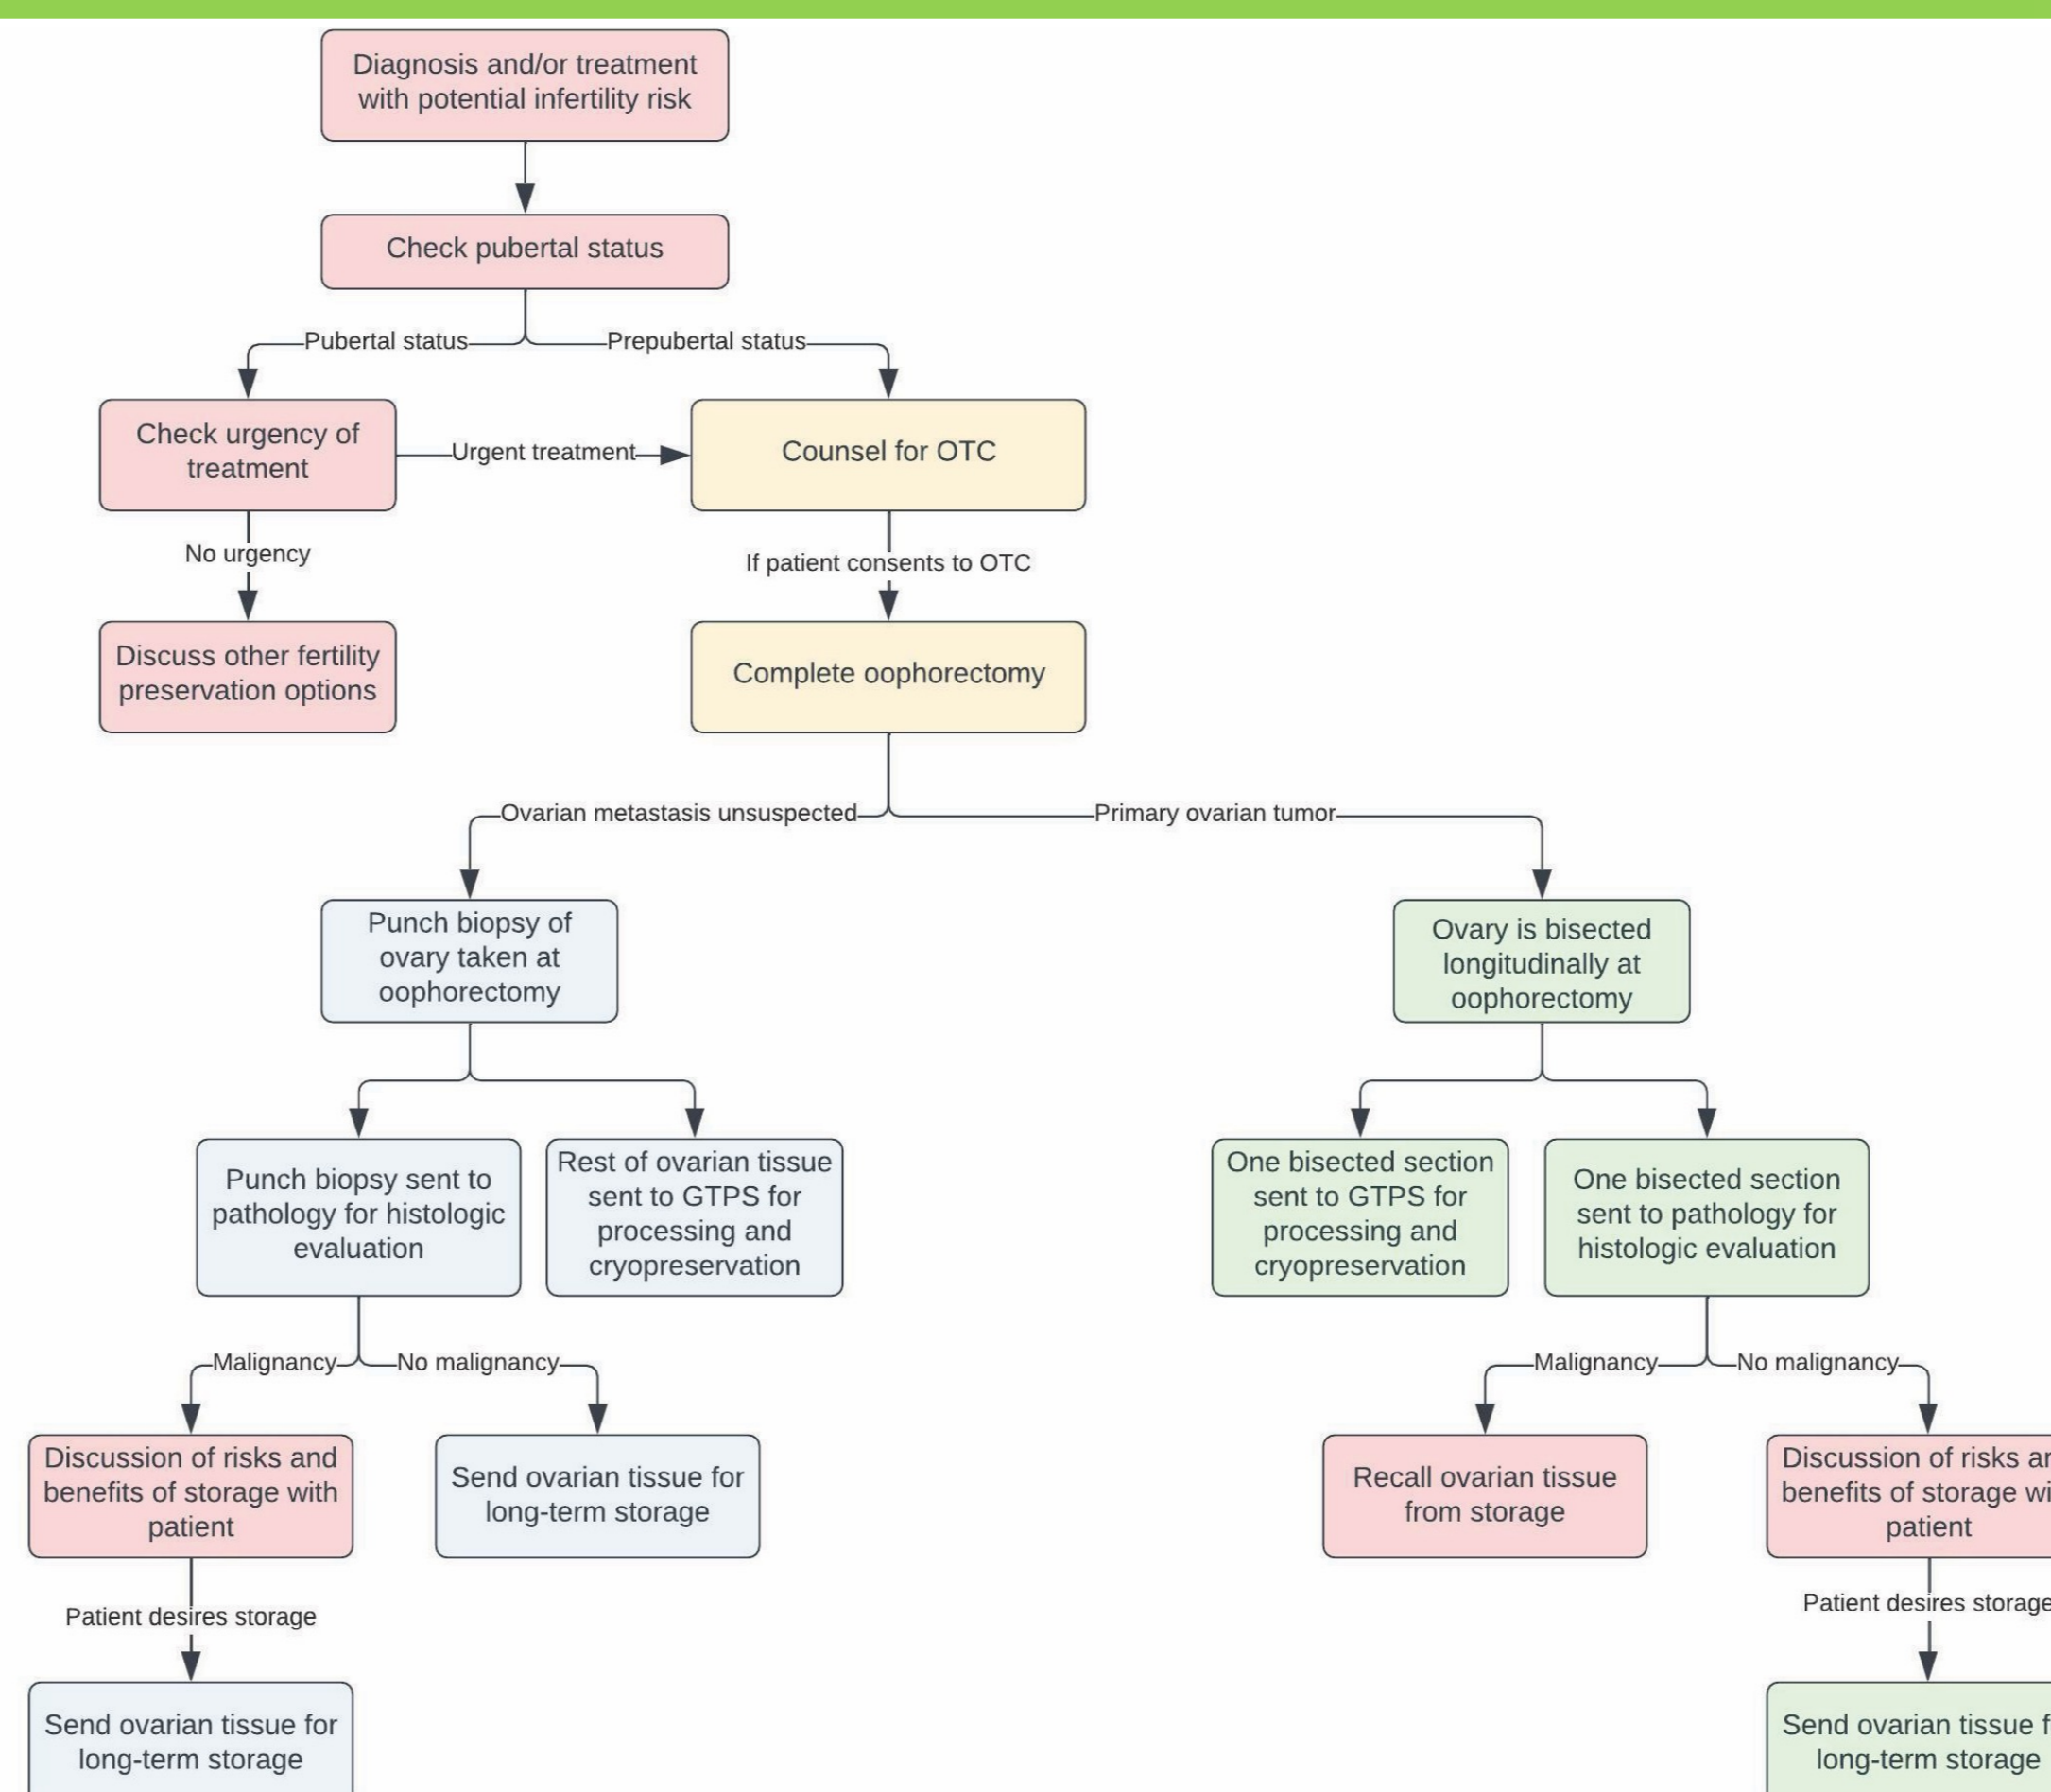 Diagnosis and/or treatment
with potential infertility risk
Check pubertal status
Pubertal status
Prepubertal status
Check urgency of
treatment
Urgent treatment
Counsel for OTC
No urgency
If patient consents to OTC
Discuss other fertility
preservation options
Complete oophorectomy
Ovarian metastasis unsuspected
Primary ovarian tumor
Punch biopsy of
ovary taken at
oophorectomy
Ovary is bisected
longitudinally at
oophorectomy
Punch biopsy sent to
pathology for histologic
evaluation
Rest of ovarian tissue
sent to GTPS for
processing and
cryopreservation
One bisected section
sent to GTPS for
processing and
cryopreservation
One bisected section
sent to pathology for
histologic evaluation
Malignancy
No malignancy
Malignancy
No malignancy
Discussion of risks and
benefits of storage with
patient
Send ovarian tissue for
long-term storage
Recall ovarian tissue
from storage
Discussion of risks
benefits of storage
patient
Patient desires storage
Patient desires storage
Send ovarian tissue for
long-term storage
Send ovarian tissue
long-term storage